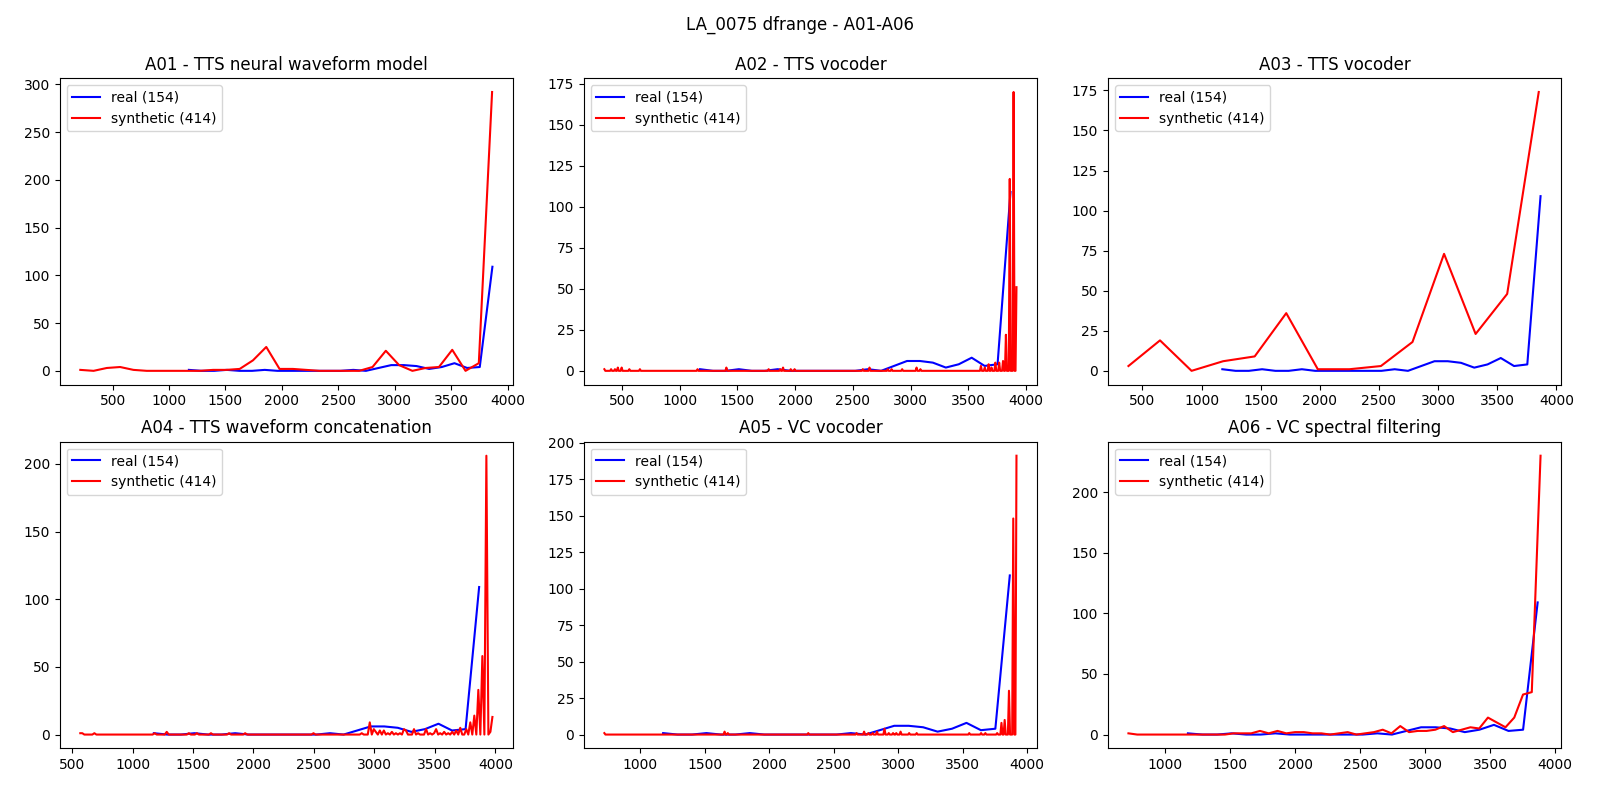 LA_0075 dfrange - A01-A06
A01 - TTS neural waveform model
real (154)
synthetic (414)
300
250
200
150
100
50
0
500 1000 1500 2000 2500 3000 3500 4000
A02 - TTS vocoder
real (154)
synthetic (414)
175
150
125
100
75
50
25
0
500 1000 1500 2000 2500 3000 3500 4000
A03 - TTS vocoder
real (154)
synthetic (414)
175
150
125
100
75
50
25
0
500 1000 1500 2000 2500 3000 3500 4000
A04 - TTS waveform concatenation
real (154)
synthetic (414)
200
150
100
50
0
500 1000 1500 2000 2500 3000 3500 4000
A05 - VC vocoder
real (154)
synthetic (414)
200
175
150
125
100
75
50
25
0
1000 1500 2000 2500 3000 3500 4000
A06 - VC spectral filtering
real (154)
synthetic (414)
200
150
100
50
0
1000 1500 2000 2500 3000 3500 4000